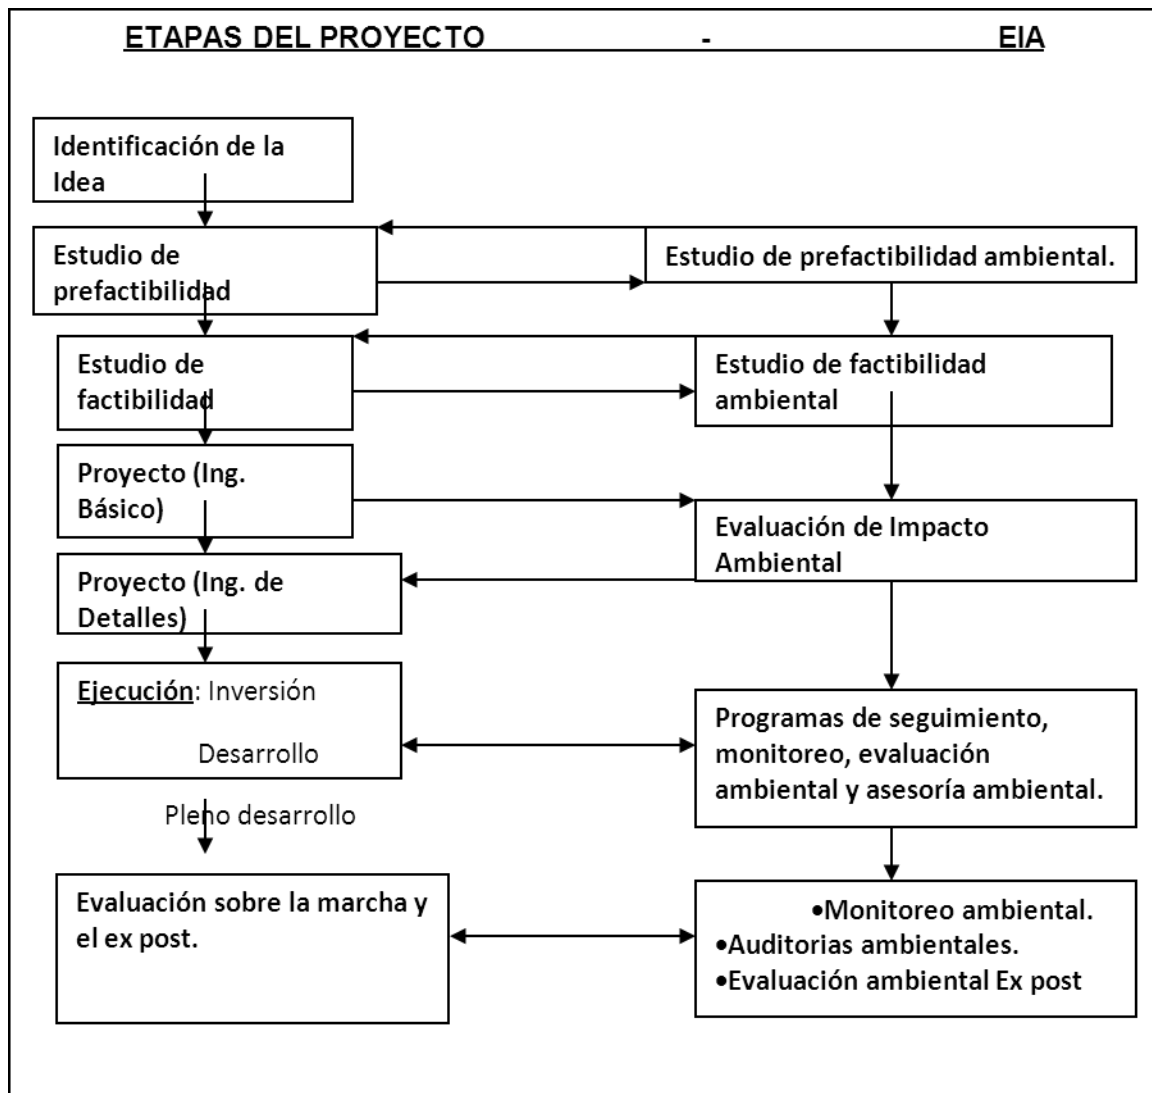 ETAPAS DEL PROYECTO - EIA
Identificación de la
Idea
Estudio de
prefactibilidad
Estudio de prefactibilidad ambiental.
Estudio de
factibilidad
Estudio de factibilidad
ambiental
Proyecto (Ing.
Básico)
Evaluación de Impacto
Ambiental
Proyecto (Ing. de
Detalles)
Ejecución: Inversión
Desarrollo
Pleno desarrollo
Programas de seguimiento,
monitoreo, evaluación
ambiental y asesoría ambiental.
Evaluación sobre la marcha y
el ex post.
•Monitoreo ambiental.
•Auditorias ambientales.
•Evaluación ambiental Ex post